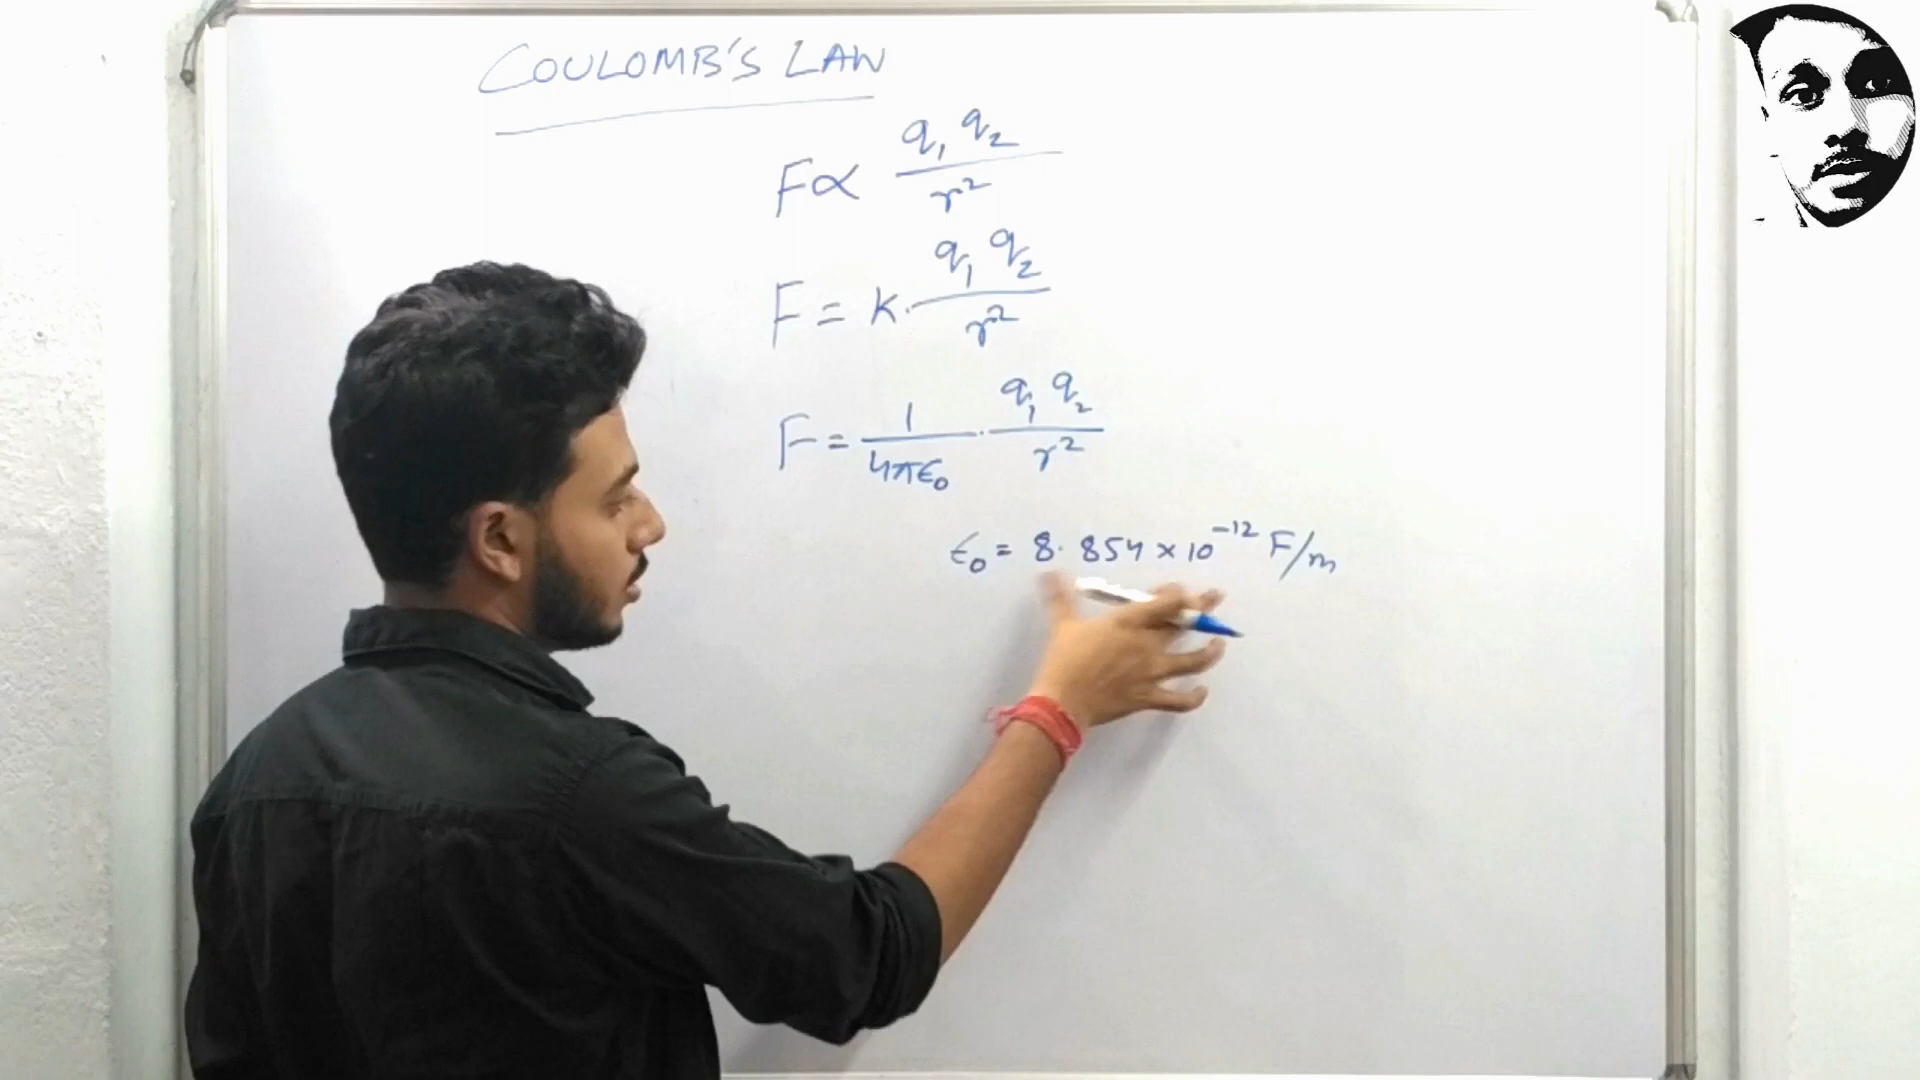 COULOMB'S LAW
F ∝ q₁ q₂ / r²
F = K · q₁ q₂ / r²
F = 1 / 4πϵ₀ · q₁ q₂ / r²
ϵ₀ = 8.854 × 10⁻¹² F/m